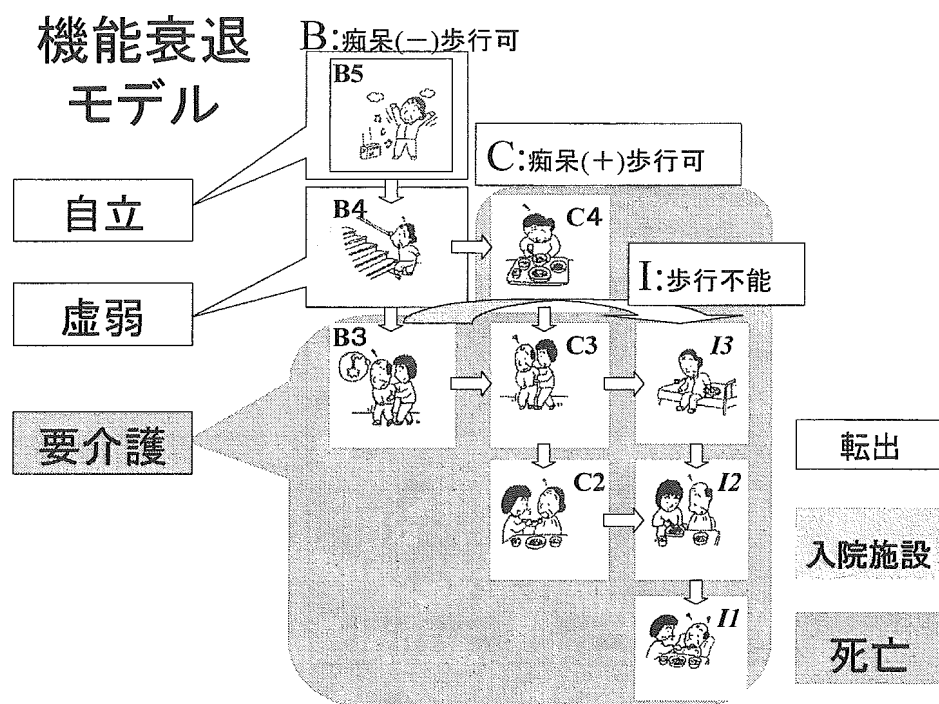 機能衰退
モデル
B:痴呆(－)歩行可
B5
C:痴呆(＋)歩行可
自立
B4
C4
I:歩行不能
虚弱
B3
C3
I3
要介護
転出
C2
I2
入院施設
I1
死亡